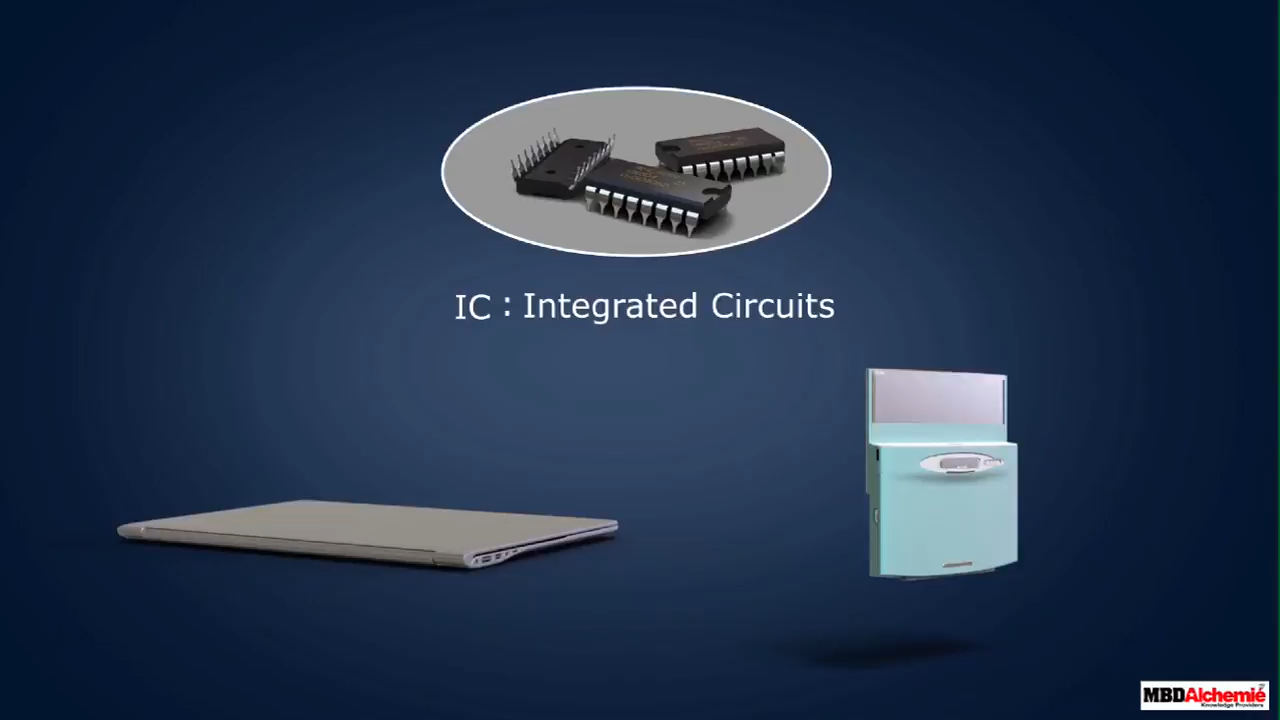 IC : Integrated Circuits
MBDAlchemie
Knowledge Providers